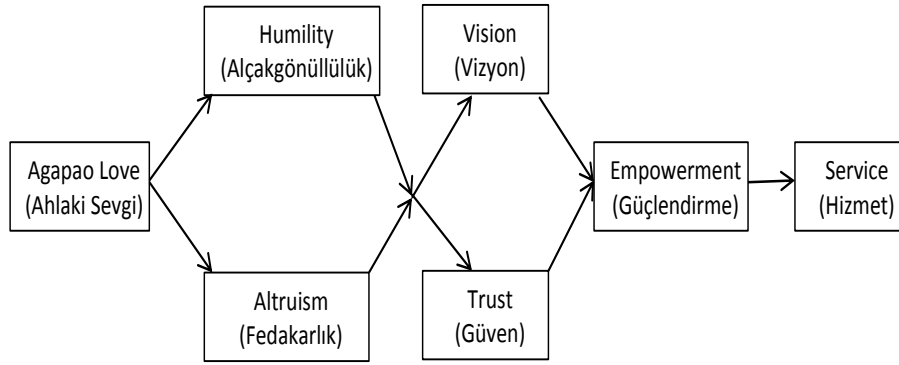 Humility
(Alçakgönüllülük)
Vision
(Vizyon)
Agapao Love
(Ahlaki Sevgi)
Empowerment
(Güçlendirme)
Service
(Hizmet)
Altruism
(Fedakarlık)
Trust
(Güven)